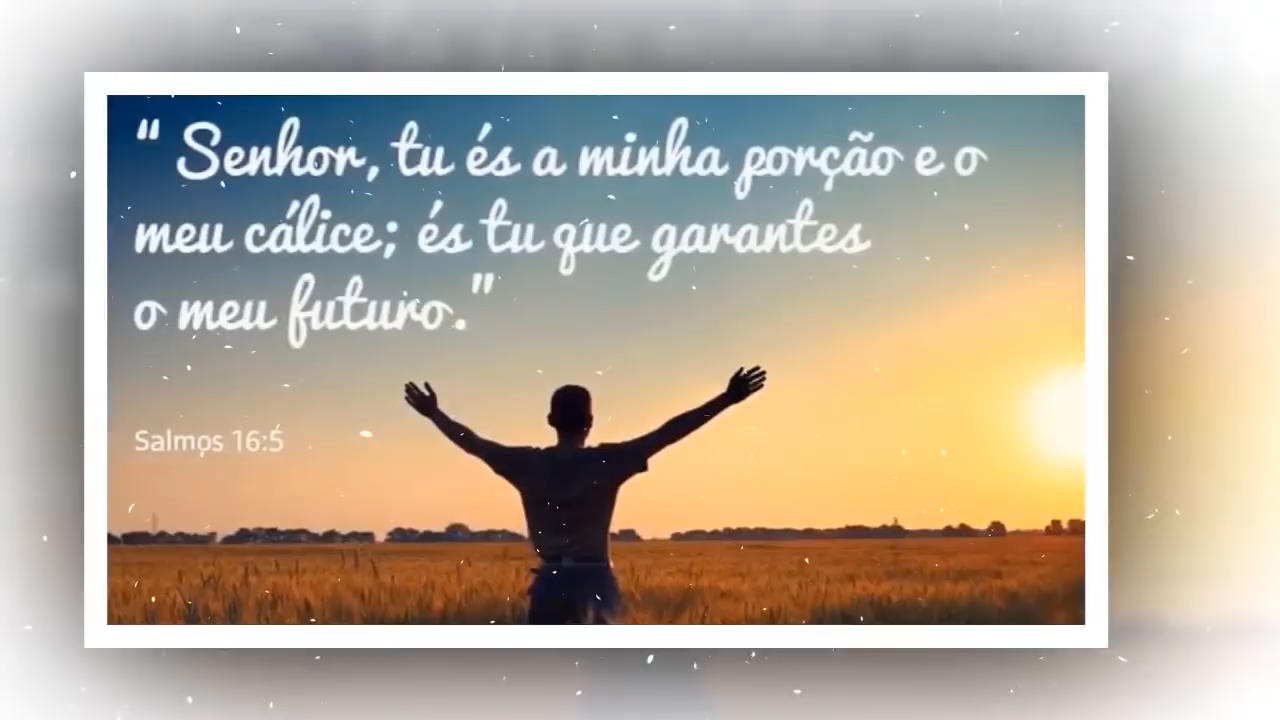 “ Senhor, tu és a minha porção e o
meu cálice; és tu que garantes
o meu futuro.”
Salmos 16:5